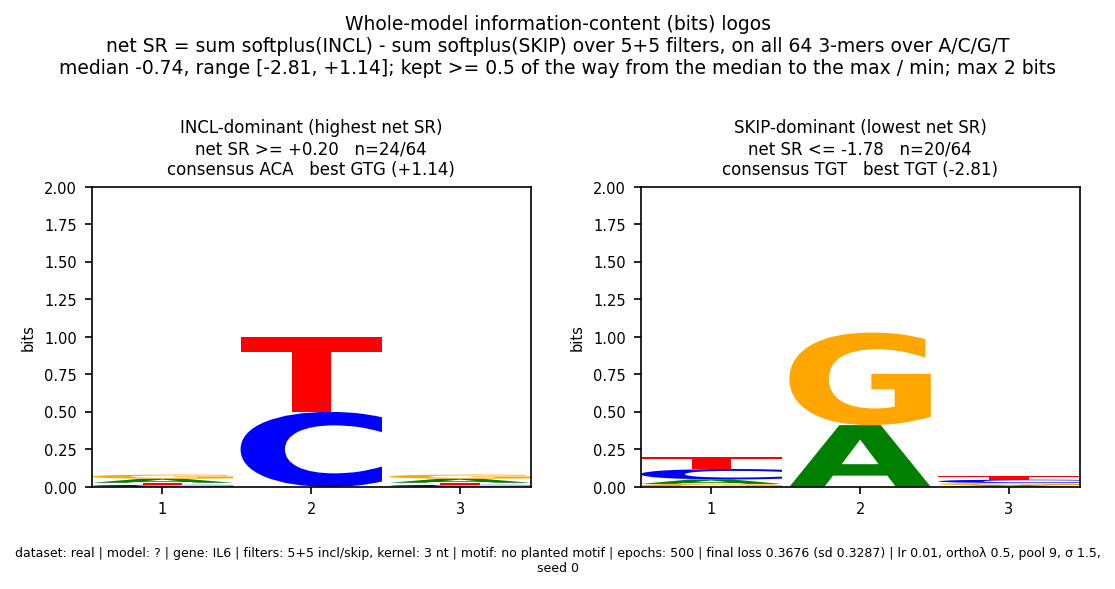 Whole-model information-content (bits) logos
net SR = sum softplus(INCL) - sum softplus(SKIP) over 5+5 filters, on all 64 3-mers over A/C/G/T
median -0.74, range [-2.81, +1.14]; kept >= 0.5 of the way from the median to the max / min; max 2 bits
INCL-dominant (highest net SR)
net SR >= +0.20   n=24/64
consensus ACA   best GTG (+1.14)
2.00
1.75
1.50
1.25
1.00
0.75
0.50
0.25
0.00
bits
T
C
1
2
3
SKIP-dominant (lowest net SR)
net SR <= -1.78   n=20/64
consensus TGT   best TGT (-2.81)
2.00
1.75
1.50
1.25
1.00
0.75
0.50
0.25
0.00
bits
G
A
1
2
3
dataset: real | model: ? | gene: IL6 | filters: 5+5 incl/skip, kernel: 3 nt | motif: no planted motif | epochs: 500 | final loss 0.3676 (sd 0.3287) | lr 0.01, orthoλ 0.5, pool 9, σ 1.5,
seed 0